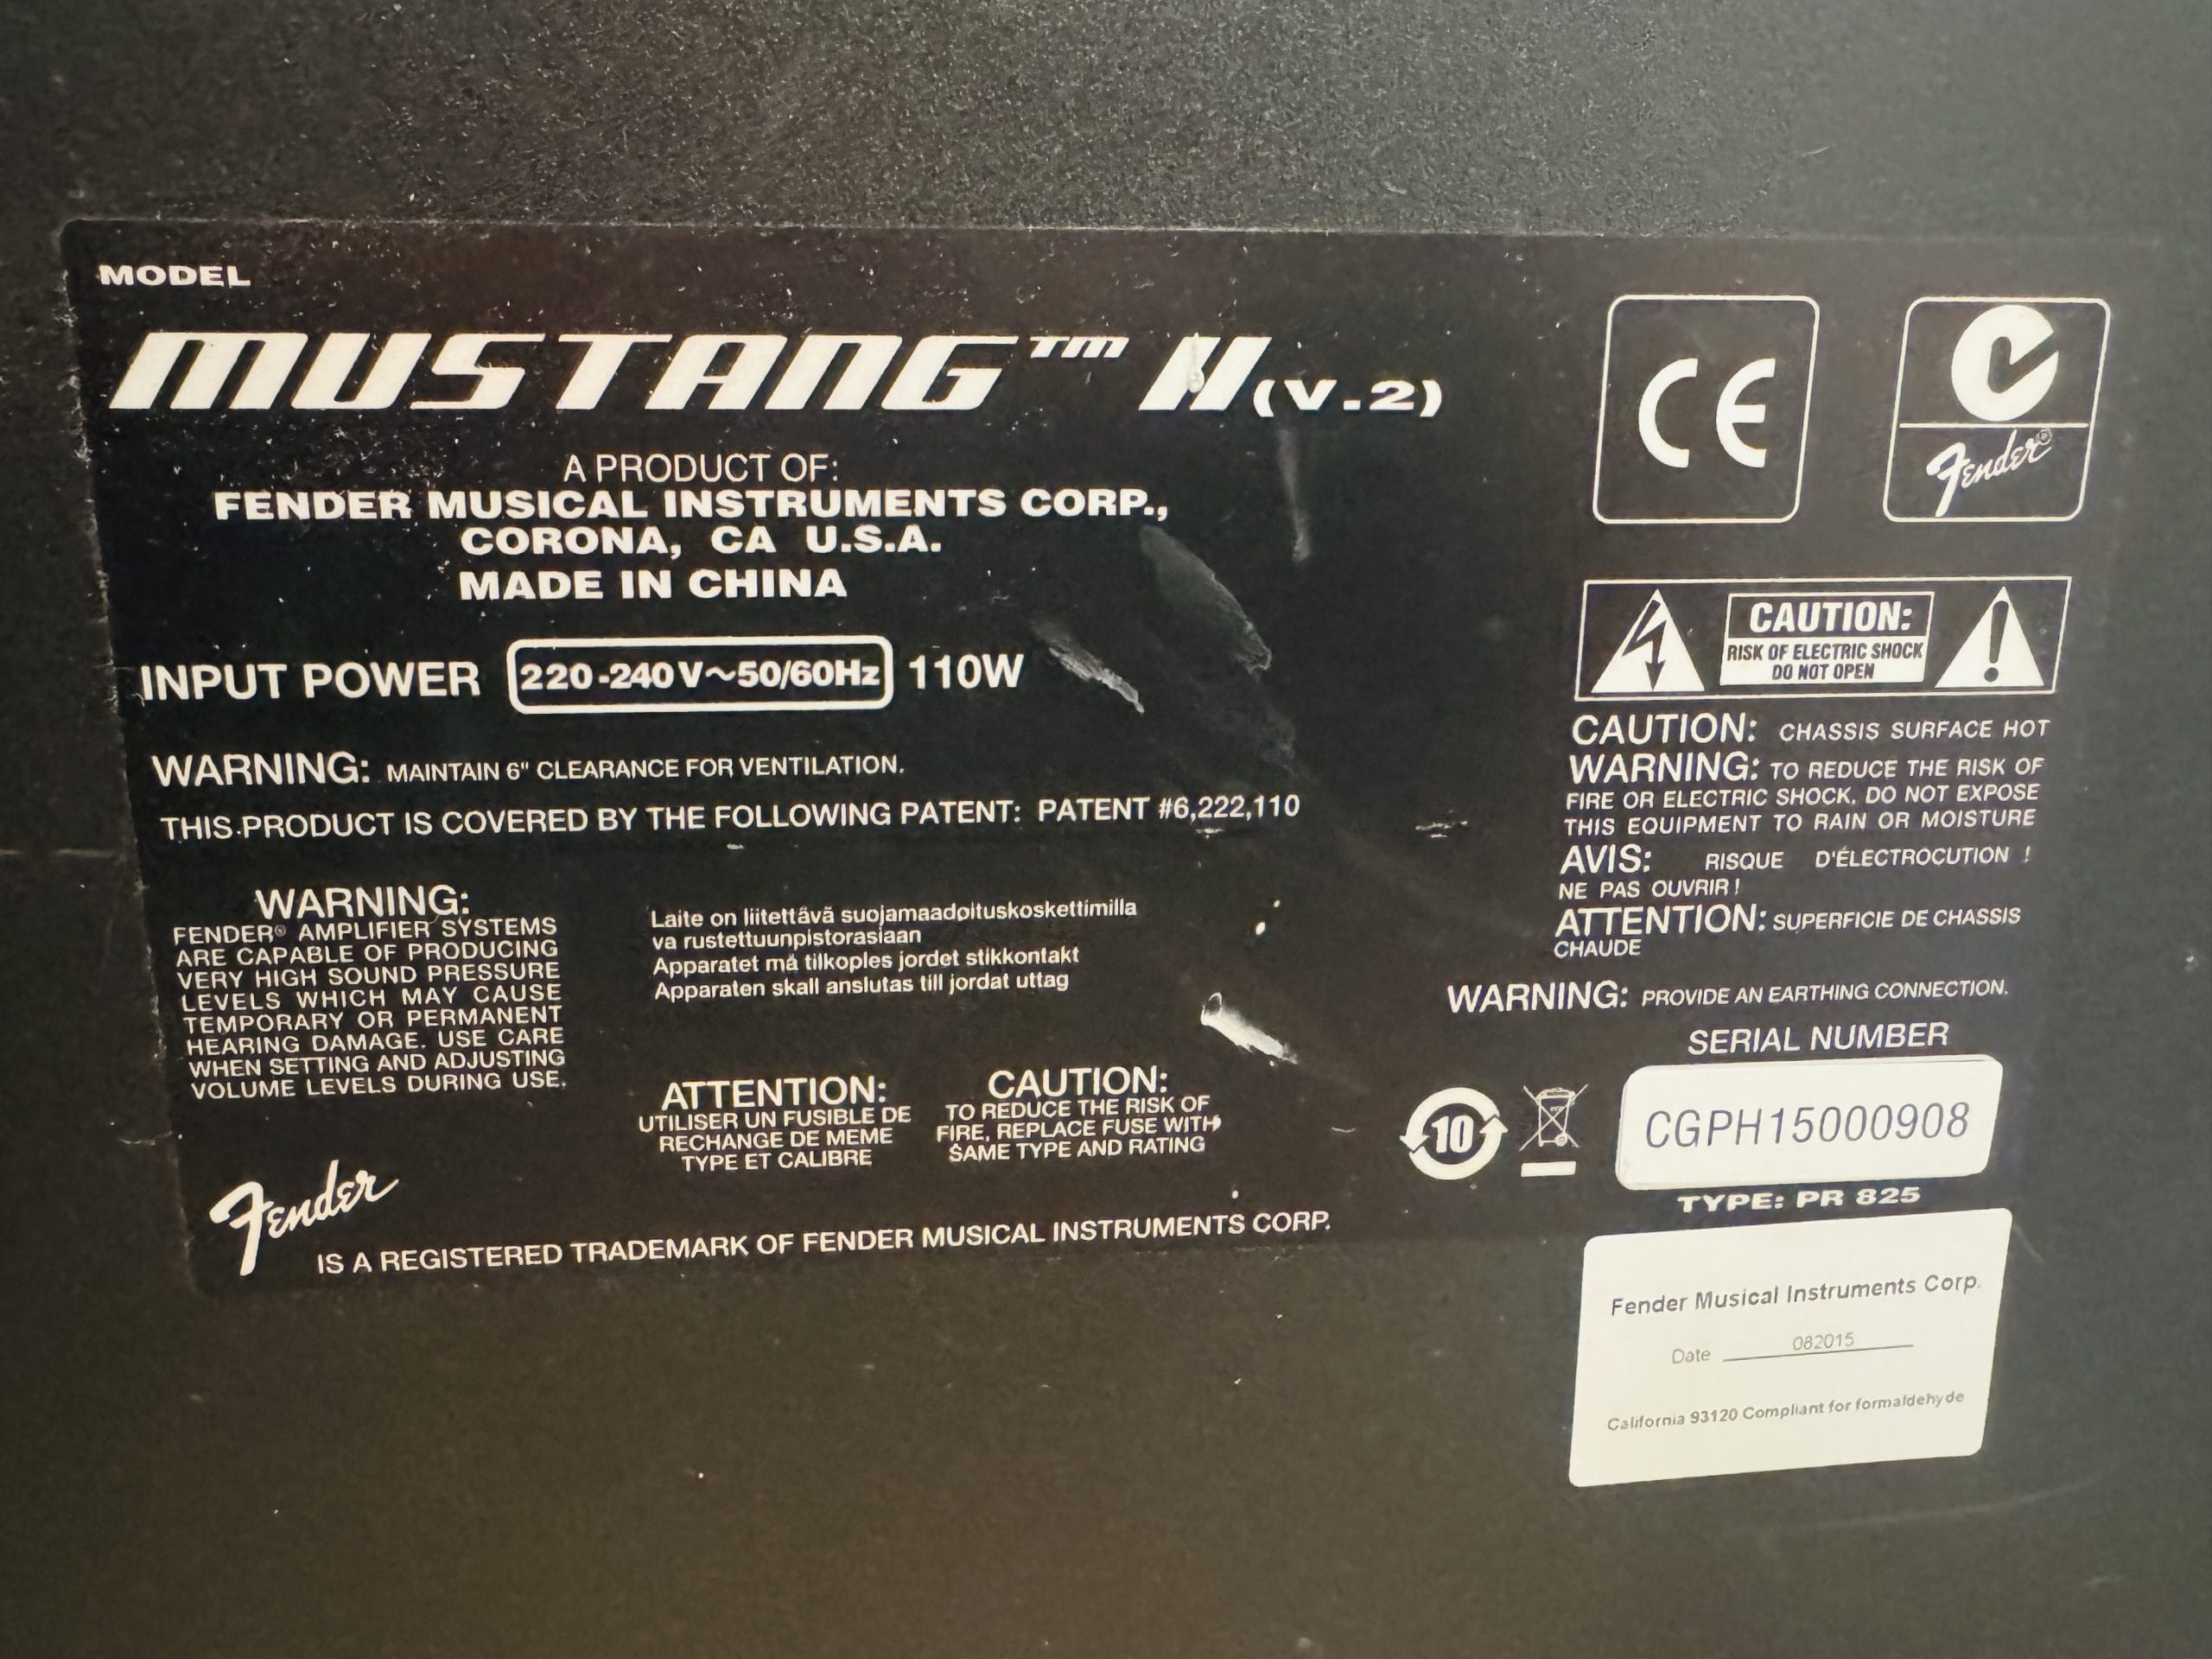 MODEL
MUSTANG™ II (V.2)
A PRODUCT OF:
FENDER MUSICAL INSTRUMENTS CORP.,
CORONA, CA U.S.A.
MADE IN CHINA
INPUT POWER 220-240V~50/60Hz 110W
WARNING: MAINTAIN 6" CLEARANCE FOR VENTILATION.
THIS PRODUCT IS COVERED BY THE FOLLOWING PATENT: PATENT #6,222,110
WARNING:
FENDER® AMPLIFIER SYSTEMS
ARE CAPABLE OF PRODUCING
VERY HIGH SOUND PRESSURE
LEVELS WHICH MAY CAUSE
TEMPORARY OR PERMANENT
HEARING DAMAGE. USE CARE
WHEN SETTING AND ADJUSTING
VOLUME LEVELS DURING USE.
Laite on liitettävä suojamaadoituskoskettimilla
va rustettuunpistorasiaan
Apparatet må tilkoples jordet stikkontakt
Apparaten skall anslutas till jordat uttag
ATTENTION:
UTILISER UN FUSIBLE DE
RECHANGE DE MEME
TYPE ET CALIBRE
CAUTION:
TO REDUCE THE RISK OF
FIRE, REPLACE FUSE WITH
SAME TYPE AND RATING
Fender
IS A REGISTERED TRADEMARK OF FENDER MUSICAL INSTRUMENTS CORP.
CE
Fender®
CAUTION:
RISK OF ELECTRIC SHOCK
DO NOT OPEN
CAUTION: CHASSIS SURFACE HOT
WARNING: TO REDUCE THE RISK OF
FIRE OR ELECTRIC SHOCK, DO NOT EXPOSE
THIS EQUIPMENT TO RAIN OR MOISTURE
AVIS: RISQUE D'ÉLECTROCUTION !
NE PAS OUVRIR !
ATTENTION: SUPERFICIE DE CHASSIS
CHAUDE
WARNING: PROVIDE AN EARTHING CONNECTION.
SERIAL NUMBER
10
CGPH15000908
TYPE: PR 825
Fender Musical Instruments Corp.
Date 082015
California 93120 Compliant for formaldehyde